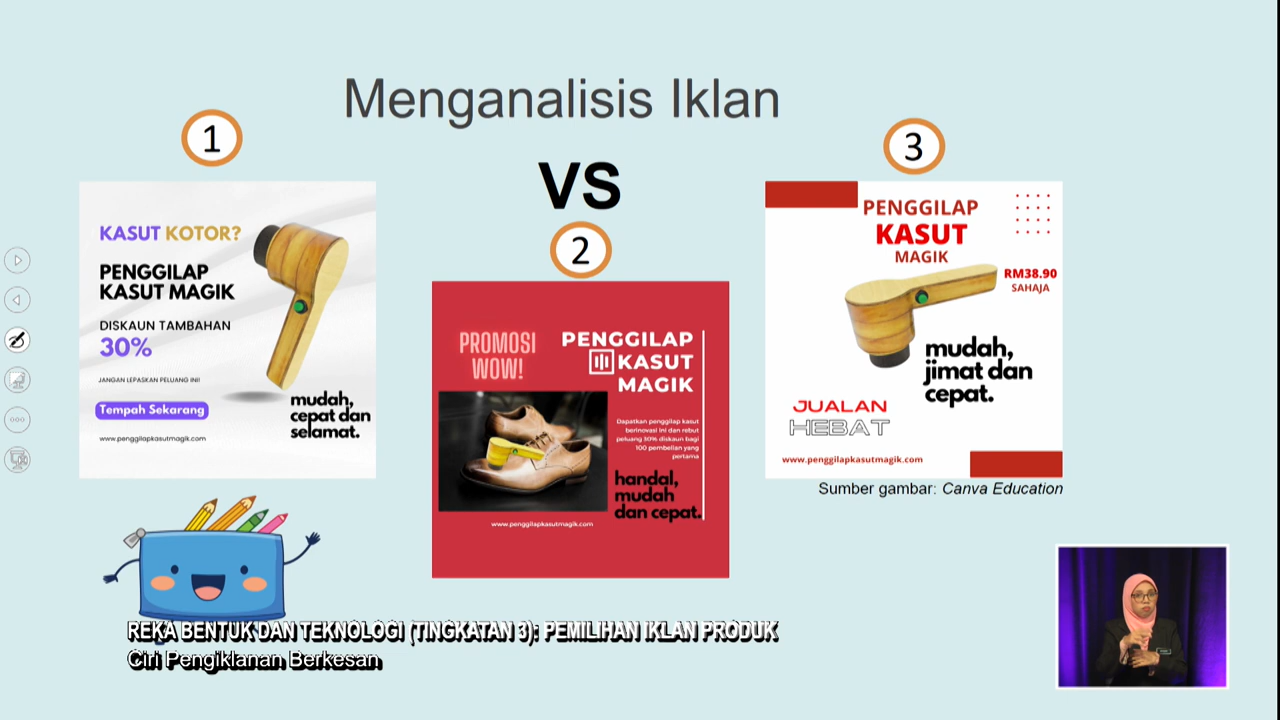 Menganalisis Iklan
1
VS
2
3
KASUT KOTOR?
PENGGILAP
KASUT MAGIK
DISKAUN TAMBAHAN
30%
JANGAN LEPASKAN PELUANG INI!
Tempah Sekarang
www.penggilapkasutmagik.com
mudah,
cepat dan
selamat.
PROMOSI
WOW!
PENGGILAP
KASUT
MAGIK
Dapatkan penggilap kasut
berinovasi ini dan rebut
peluang 30% diskaun bagi
100 pembelian yang
pertama
handal,
mudah
dan cepat.
www.penggilapkasutmagik.com
PENGGILAP
KASUT
MAGIK
RM38.90
SAHAJA
mudah,
jimat dan
cepat.
JUALAN
HEBAT
www.penggilapkasutmagik.com
Sumber gambar: Canva Education
REKA BENTUK DAN TEKNOLOGI (TINGKATAN 3): PEMILIHAN IKLAN PRODUK
Ciri Pengiklanan Berkesan